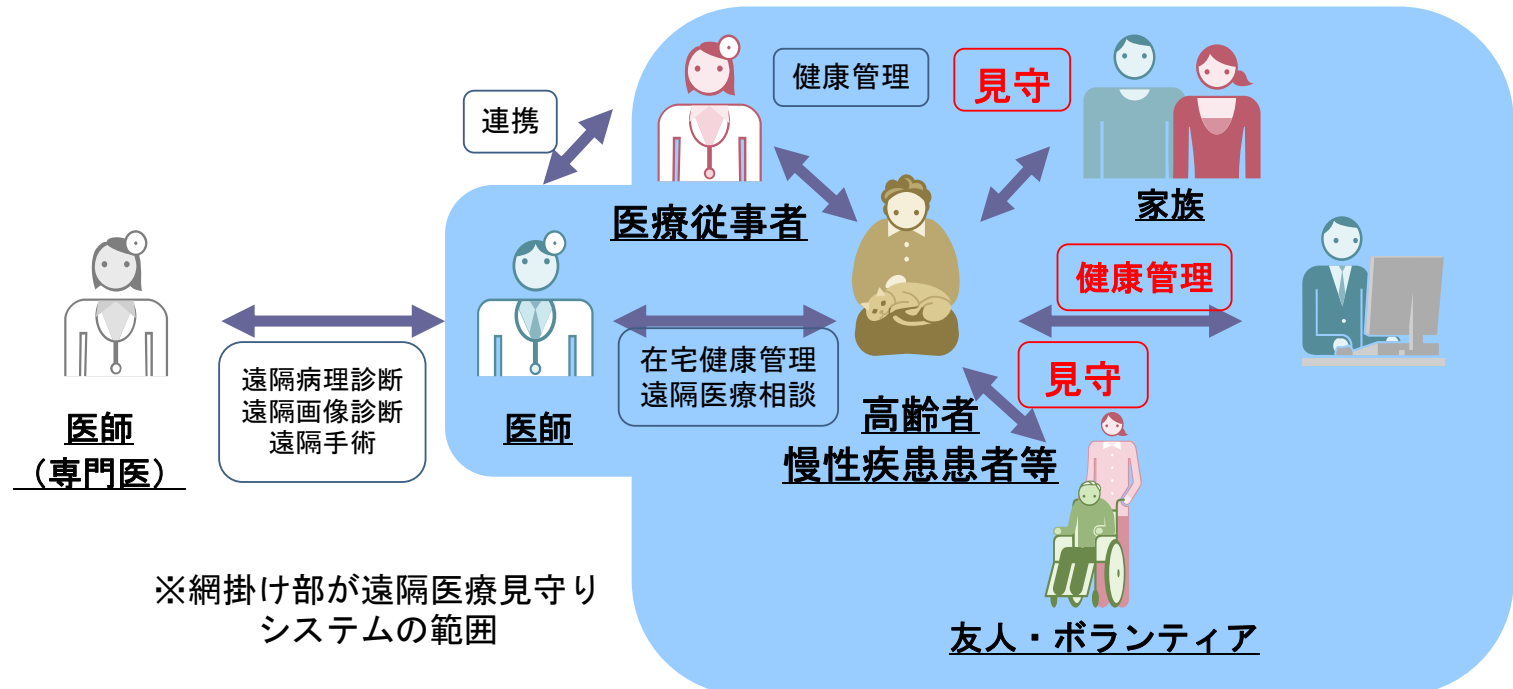 健康管理
見守
連携
医療従事者
家族
健康管理
見守
在宅健康管理
遠隔医療相談
遠隔病理診断
遠隔画像診断
遠隔手術
医師
（専門医）
医師
高齢者
慢性疾患患者等
友人・ボランティア
※網掛け部が遠隔医療見守り
システムの範囲